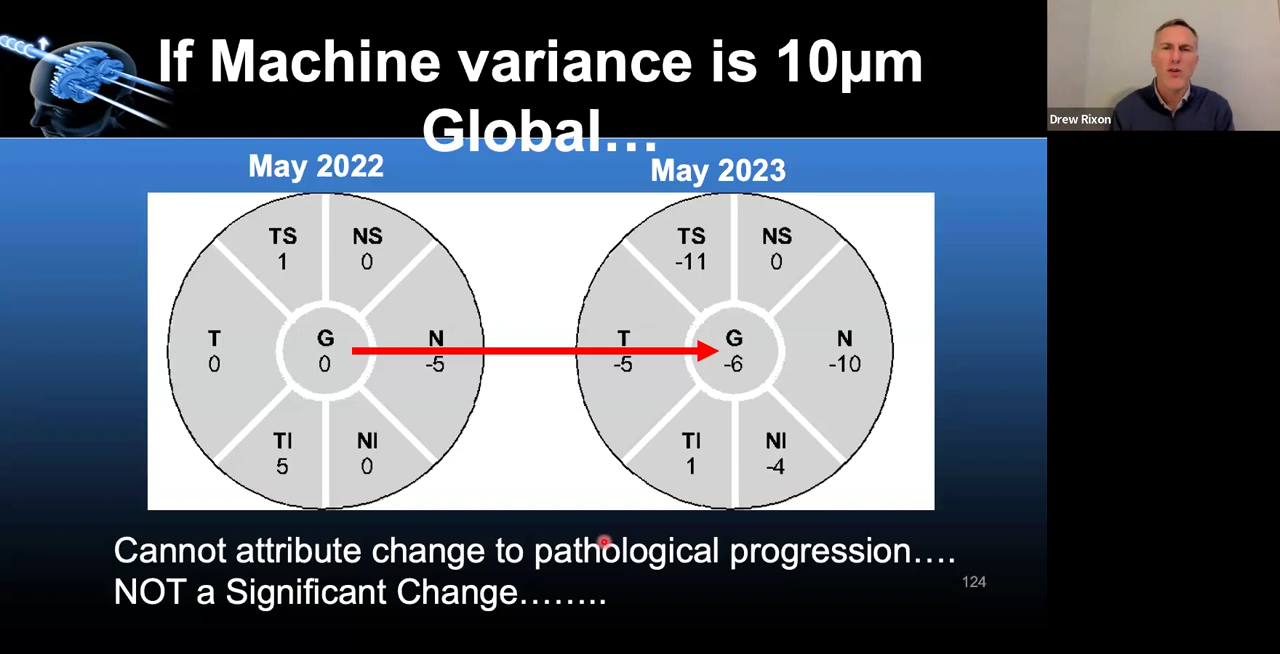 If Machine variance is 10µm
Global…
Drew Rixon
May 2022
May 2023
TS
1
NS
0
T
0
G
0
N
-5
TI
5
NI
0
TS
-11
NS
0
T
-5
G
-6
N
-10
TI
1
NI
-4
Cannot attribute change to pathological progression….
NOT a Significant Change……..
124